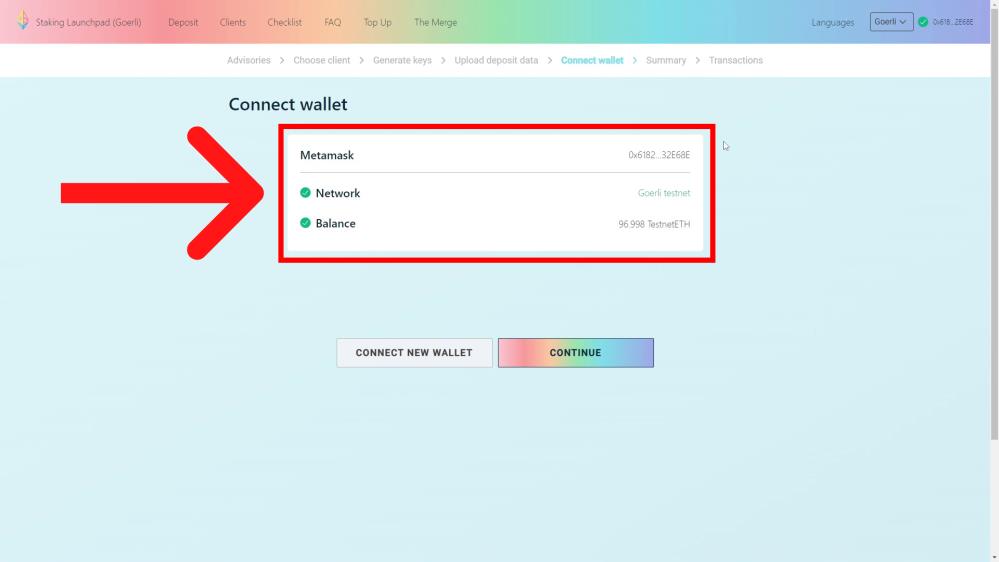 Staking Launchpad (Goerli) Deposit Clients Checklist FAQ Top Up The Merge Languages Goerli 0x618...2E68E
Advisories > Choose client > Generate keys > Upload deposit data > Connect wallet > Summary > Transactions
Connect wallet
Metamask 0x6182...32E68E
Network Goerli testnet
Balance 96.998 TestnetETH
CONNECT NEW WALLET CONTINUE